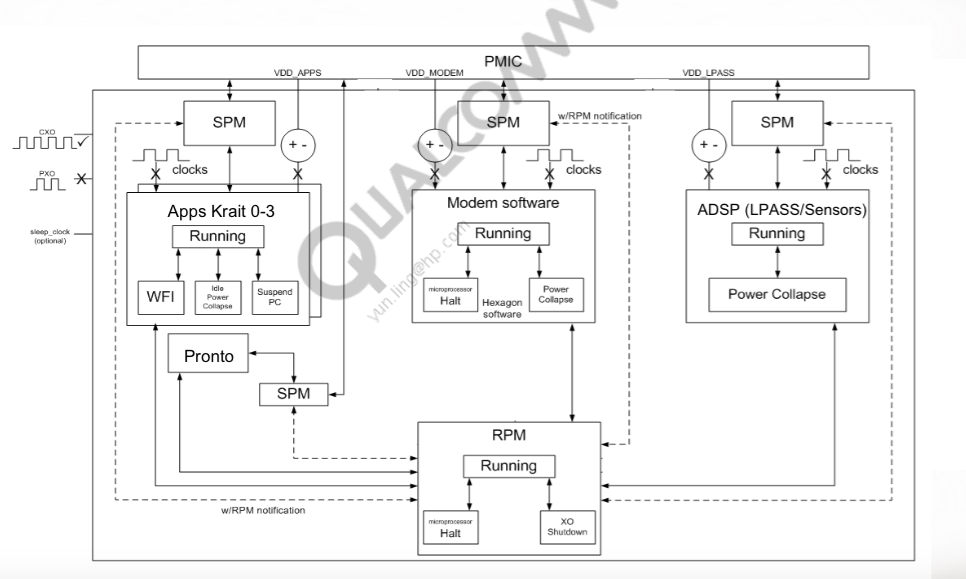 QUALCOMM
PMIC
VDD_APPS
VDD_MODEM
VDD_LPASS
SPM
SPM
w/RPM notification
SPM
CXO
+ -
+ -
+ -
clocks
clocks
clocks
PXO
sleep_clock
(optional)
Apps Krait 0-3
Running
WFI
Idle
Power
Collapse
Suspend
PC
Modem software
Running
microprocessor
Halt
Hexagon
software
Power
Collapse
ADSP (LPASS/Sensors)
Running
Power Collapse
yun.ling@hp.com
Pronto
SPM
RPM
Running
microprocessor
Halt
XO
Shutdown
w/RPM notification